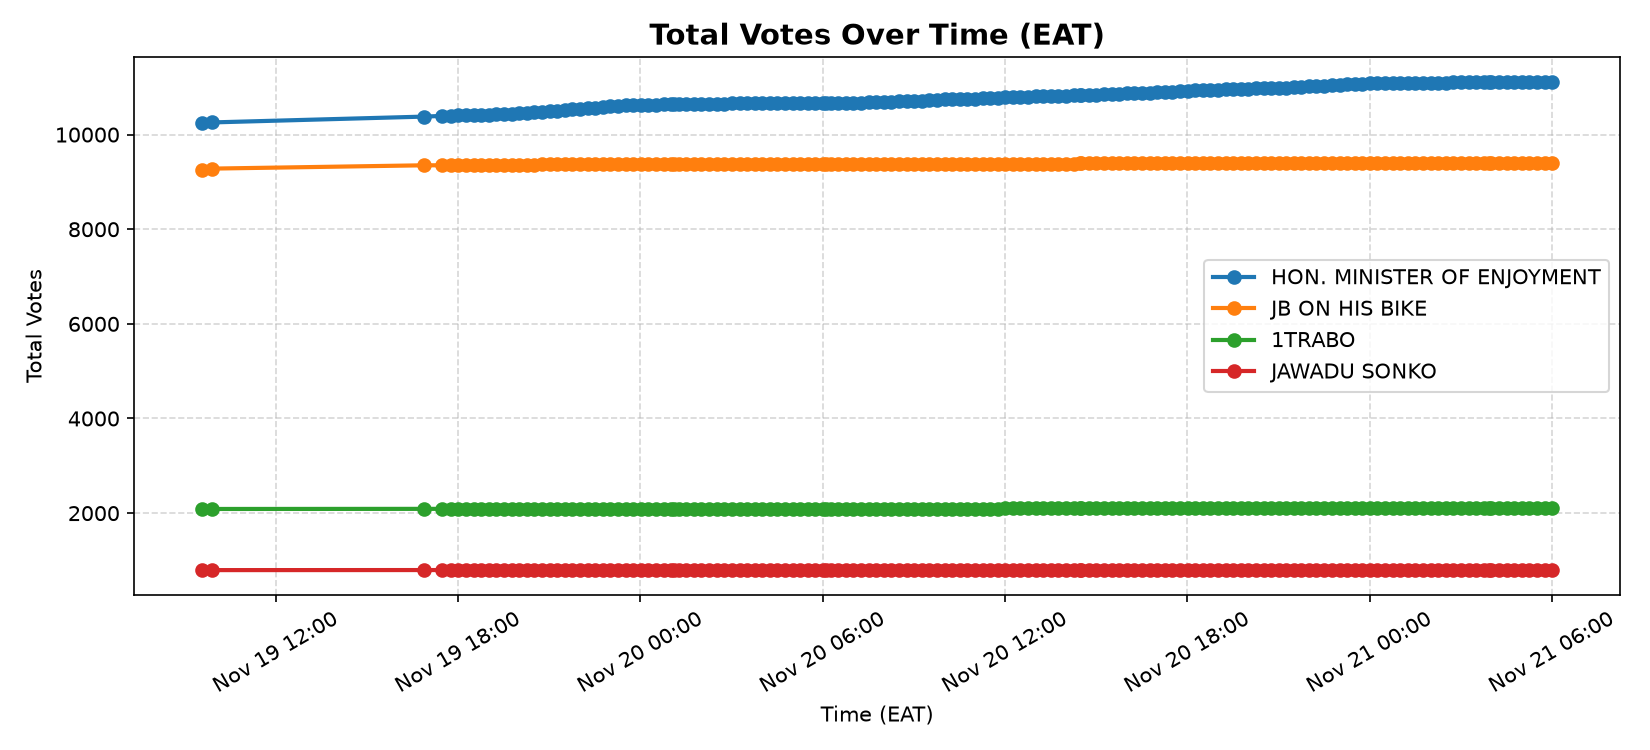 Total Votes Over Time (EAT)
Total Votes
10000
8000
6000
4000
2000
HON. MINISTER OF ENJOYMENT
JB ON HIS BIKE
1TRABO
JAWADU SONKO
Nov 19 12:00
Nov 19 18:00
Nov 20 00:00
Nov 20 06:00
Nov 20 12:00
Nov 20 18:00
Nov 21 00:00
Nov 21 06:00
Time (EAT)